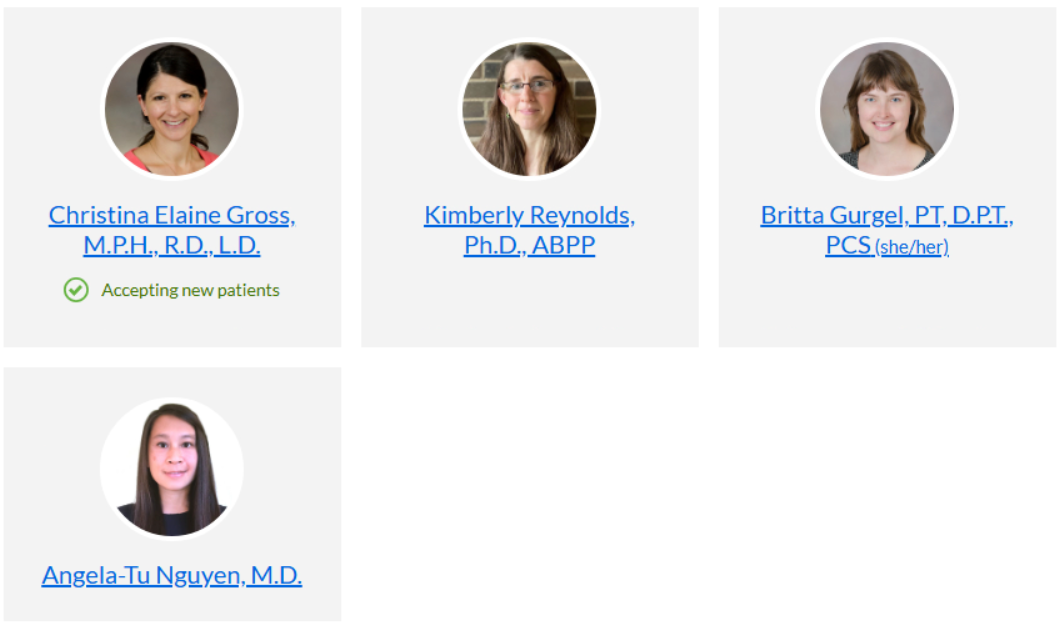 Christina Elaine Gross,
M.P.H., R.D., L.D.
Accepting new patients
Kimberly Reynolds,
Ph.D., ABPP
Britta Gurgel, PT, D.P.T.,
PCS (she/her)
Angela-Tu Nguyen, M.D.